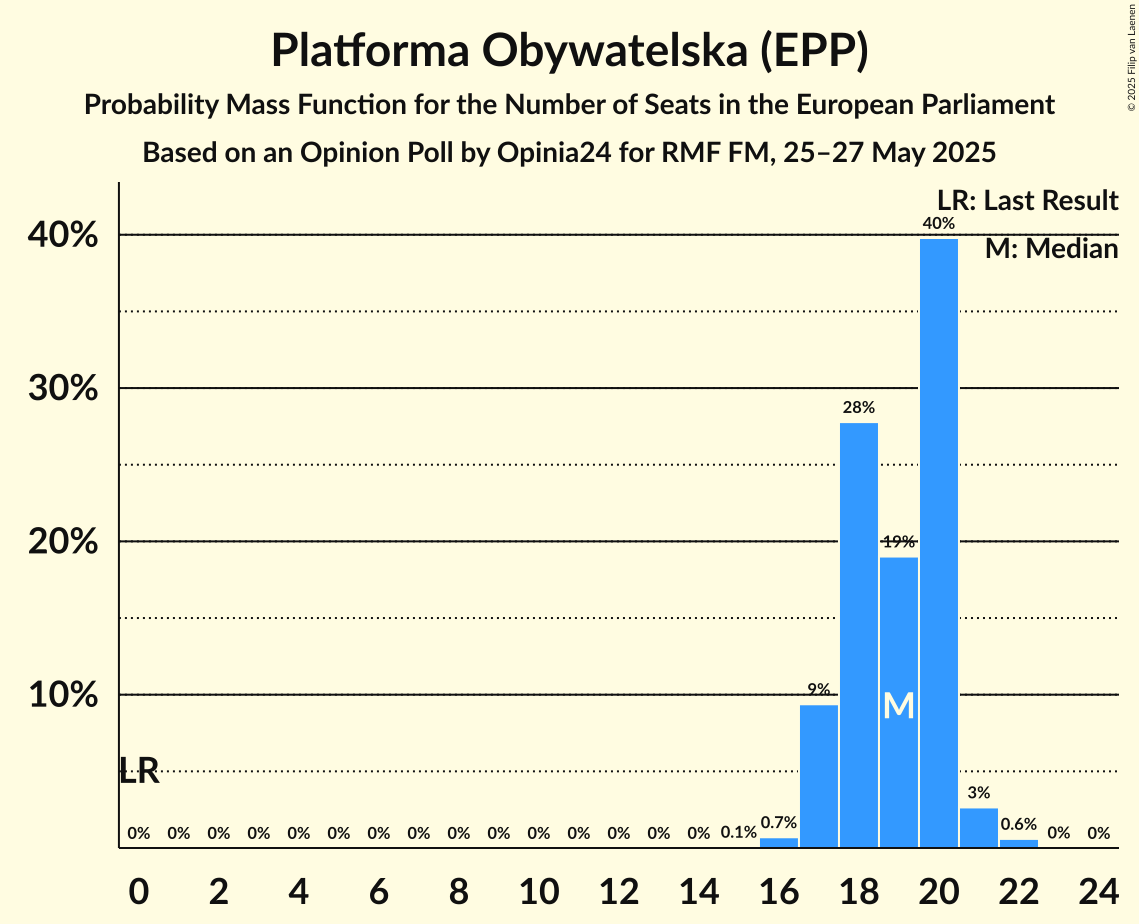 Platforma Obywatelska (EPP)
Probability Mass Function for the Number of Seats in the European Parliament
Based on an Opinion Poll by Opinia24 for RMF FM, 25–27 May 2025
© 2025 Filip van Laenen
LR: Last Result
M: Median
40%
30%
20%
10%
40%
28%
19%
9%
M
LR
0% 0% 0% 0% 0% 0% 0% 0% 0% 0% 0% 0% 0% 0% 0% 0.1% 0.7% 3% 0.6% 0% 0%
0 2 4 6 8 10 12 14 16 18 20 22 24